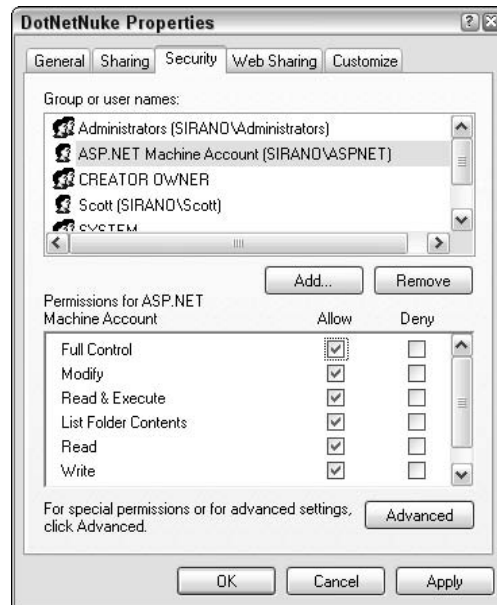 DotNetNuke Properties
General Sharing Security Web Sharing Customize
Group or user names:
Administrators (SIRANO\Administrators)
ASP.NET Machine Account (SIRANO\ASPNET)
CREATOR OWNER
Scott (SIRANO\Scott)
SYSTEM
Add... Remove
Permissions for ASP.NET
Machine Account Allow Deny
Full Control
Modify
Read & Execute
List Folder Contents
Read
Write
For special permissions or for advanced settings,
click Advanced. Advanced
OK Cancel Apply